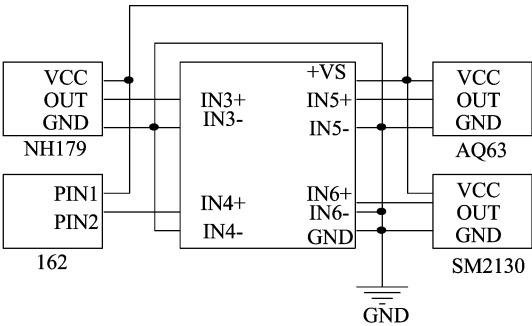 VCC
OUT
GND
NH179
PIN1
PIN2
162
IN3+
IN3-
IN4+
IN4-
+VS
IN5+
IN5-
IN6+
IN6-
GND
VCC
OUT
GND
AQ63
VCC
OUT
GND
SM2130
GND